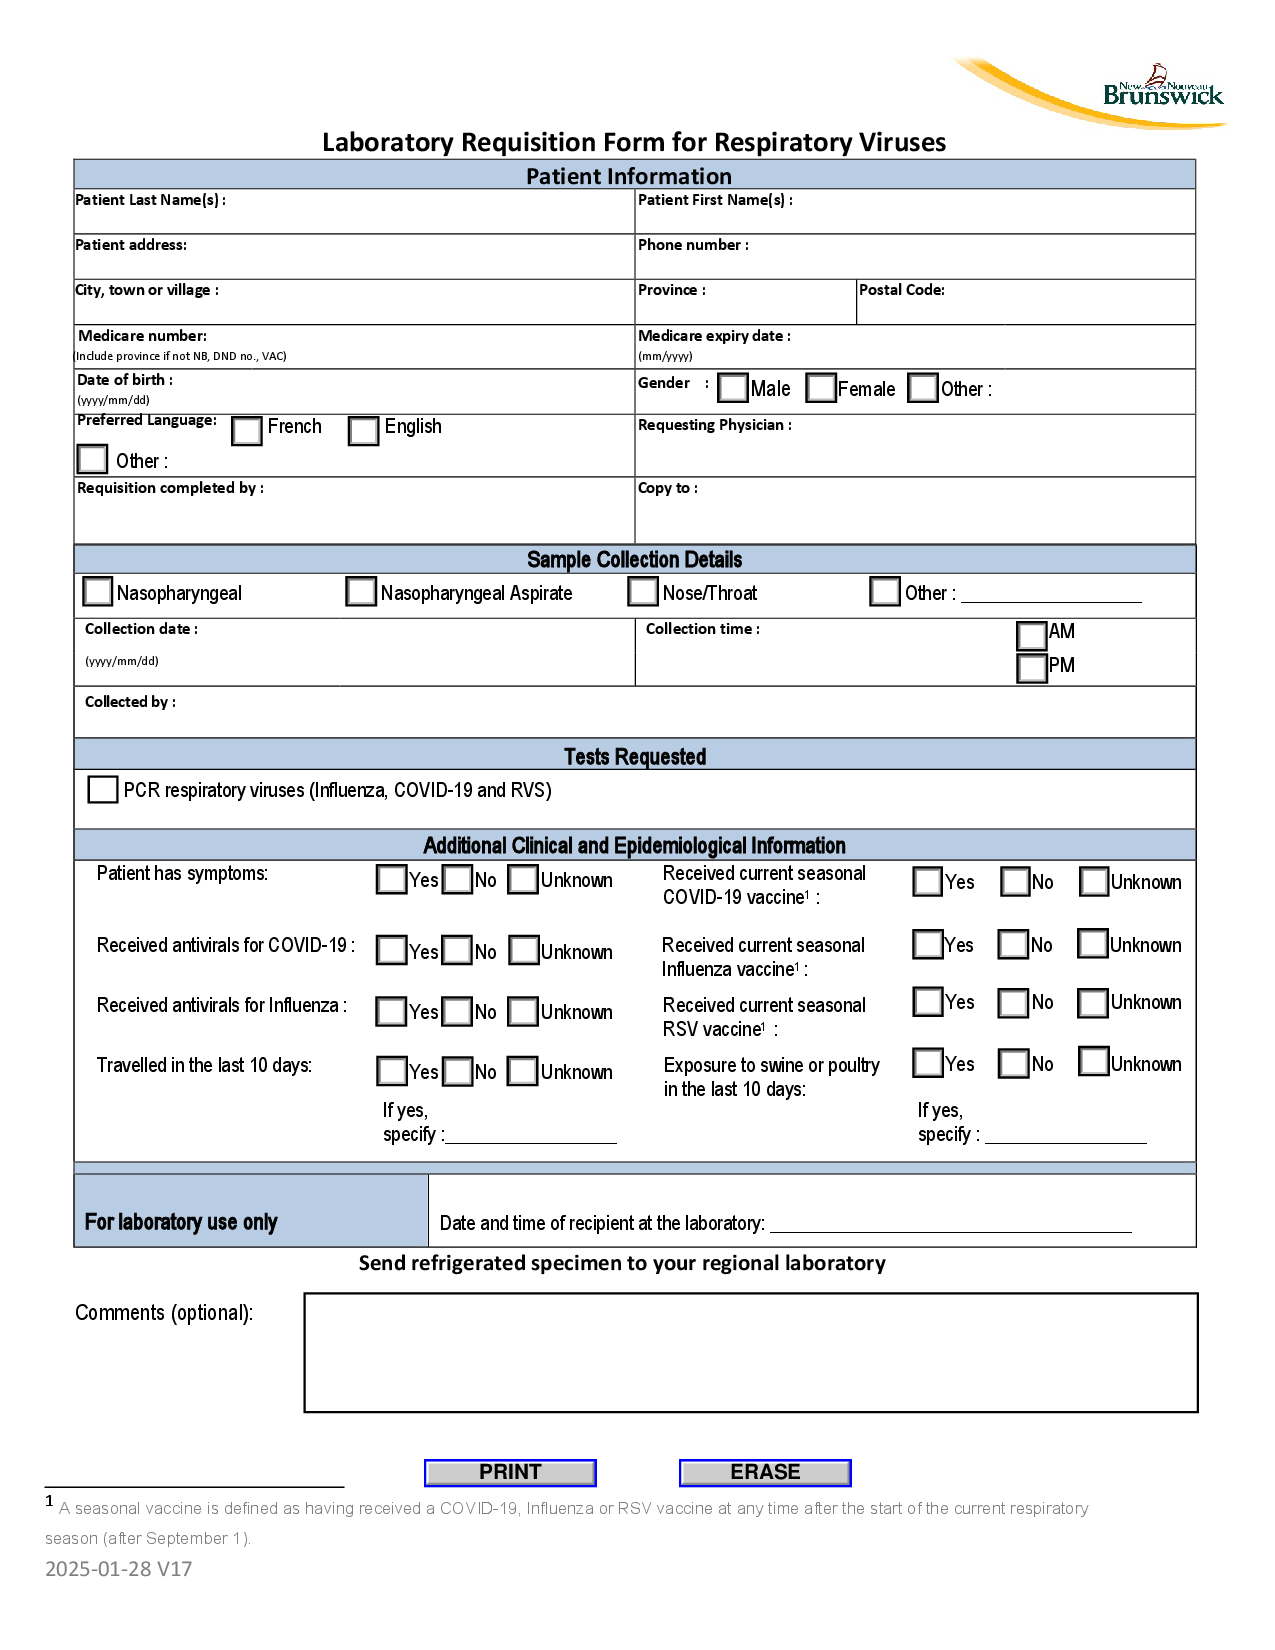 New Nouveau
Brunswick
Laboratory Requisition Form for Respiratory Viruses
Patient Information
Patient Last Name(s) :
Patient First Name(s) :
Patient address:
Phone number :
City, town or village :
Province :
Postal Code:
Medicare number:
(Include province if not NB, DND no., VAC)
Medicare expiry date :
(mm/yyyy)
Date of birth :
(yyyy/mm/dd)
Gender : Male Female Other :
Preferred Language: French English
Other :
Requesting Physician :
Requisition completed by :
Copy to :
Sample Collection Details
Nasopharyngeal Nasopharyngeal Aspirate Nose/Throat Other : ____________________
Collection date :
(yyyy/mm/dd)
Collection time :
AM
PM
Collected by :
Tests Requested
PCR respiratory viruses (Influenza, COVID-19 and RVS)
Additional Clinical and Epidemiological Information
Patient has symptoms: Yes No Unknown
Received current seasonal
COVID-19 vaccine¹ :
Yes No Unknown
Received antivirals for COVID-19 : Yes No Unknown
Received current seasonal
Influenza vaccine¹ :
Yes No Unknown
Received antivirals for Influenza : Yes No Unknown
Received current seasonal
RSV vaccine¹ :
Yes No Unknown
Travelled in the last 10 days: Yes No Unknown
If yes,
specify :___________________
Exposure to swine or poultry
in the last 10 days:
Yes No Unknown
If yes,
specify : __________________
For laboratory use only
Date and time of recipient at the laboratory: ________________________________________
Send refrigerated specimen to your regional laboratory
Comments (optional):
PRINT
ERASE
1 A seasonal vaccine is defined as having received a COVID-19, Influenza or RSV vaccine at any time after the start of the current respiratory
season (after September 1).
2025-01-28 V17